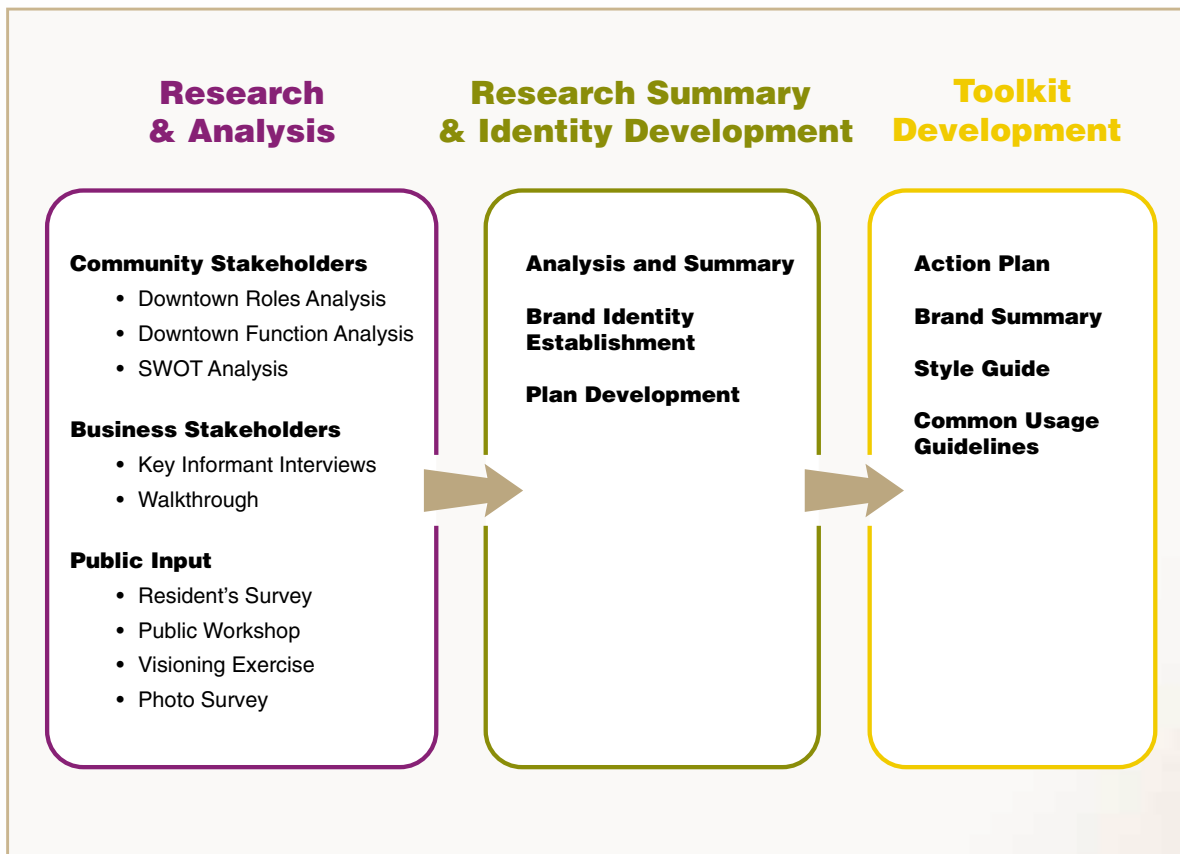 Research
& Analysis
Community Stakeholders
• Downtown Roles Analysis
• Downtown Function Analysis
• SWOT Analysis
Business Stakeholders
• Key Informant Interviews
• Walkthrough
Public Input
• Resident's Survey
• Public Workshop
• Visioning Exercise
• Photo Survey
Research Summary
& Identity Development
Analysis and Summary
Brand Identity
Establishment
Plan Development
Toolkit
Development
Action Plan
Brand Summary
Style Guide
Common Usage
Guidelines